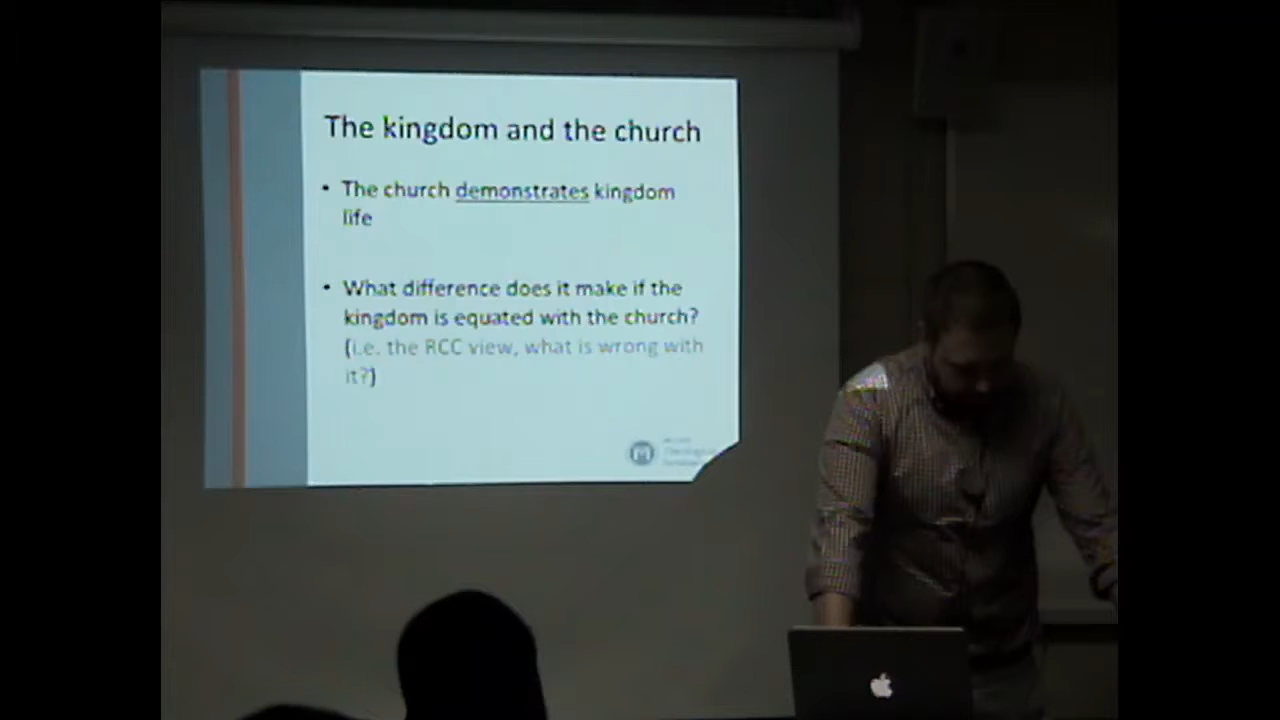 The kingdom and the church
• The church demonstrates kingdom
life
• What difference does it make if the
kingdom is equated with the church?
(i.e. the RCC view, what is wrong with
it?)